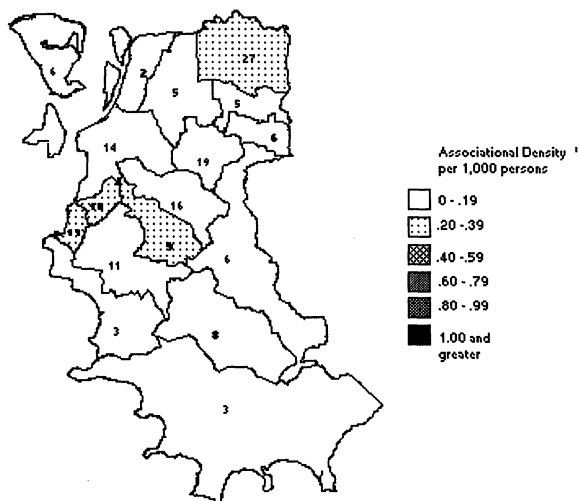 27
2
6
5
5
6
14
19
16
11
6
3
8
3
Associational Density 1
per 1,000 persons
0 - .19
.20 - .39
.40 - .59
.60 - .79
.80 - .99
1.00 and
greater